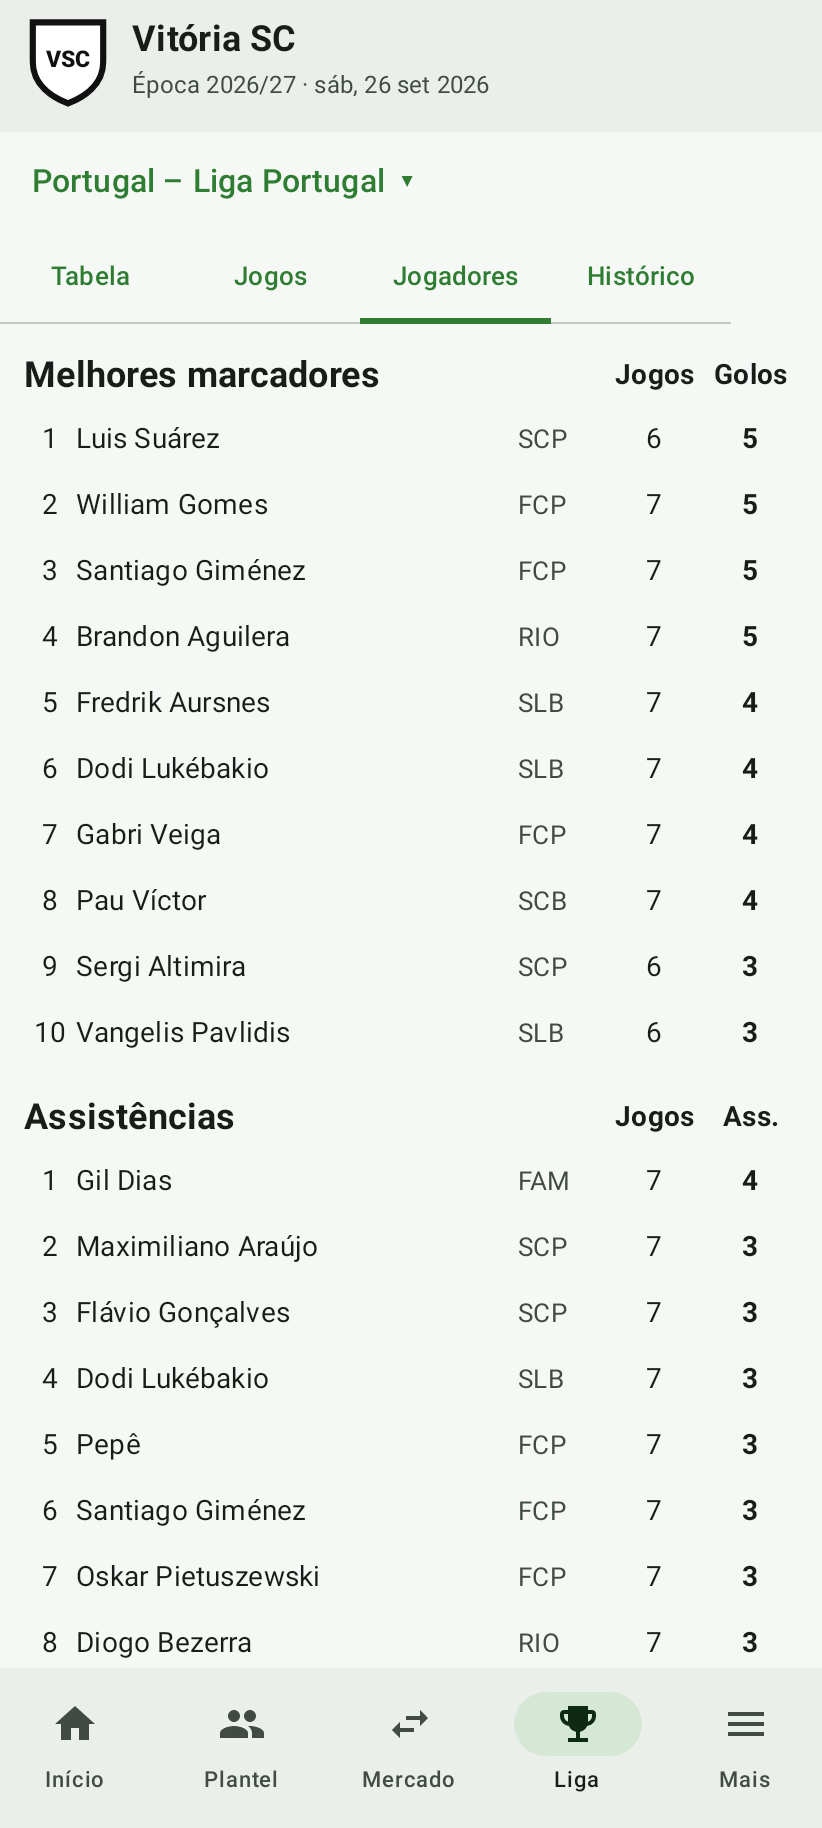 VSC
Vitória SC
Época 2026/27 · sáb, 26 set 2026
Portugal – Liga Portugal ▼
Tabela Jogos Jogadores Histórico
Melhores marcadores Jogos Golos
1 Luis Suárez SCP 6 5
2 William Gomes FCP 7 5
3 Santiago Giménez FCP 7 5
4 Brandon Aguilera RIO 7 5
5 Fredrik Aursnes SLB 7 4
6 Dodi Lukébakio SLB 7 4
7 Gabri Veiga FCP 7 4
8 Pau Víctor SCB 7 4
9 Sergi Altimira SCP 6 3
10 Vangelis Pavlidis SLB 6 3
Assistências Jogos Ass.
1 Gil Dias FAM 7 4
2 Maximiliano Araújo SCP 7 3
3 Flávio Gonçalves SCP 7 3
4 Dodi Lukébakio SLB 7 3
5 Pepê FCP 7 3
6 Santiago Giménez FCP 7 3
7 Oskar Pietuszewski FCP 7 3
8 Diogo Bezerra RIO 7 3
Início Plantel Mercado Liga Mais